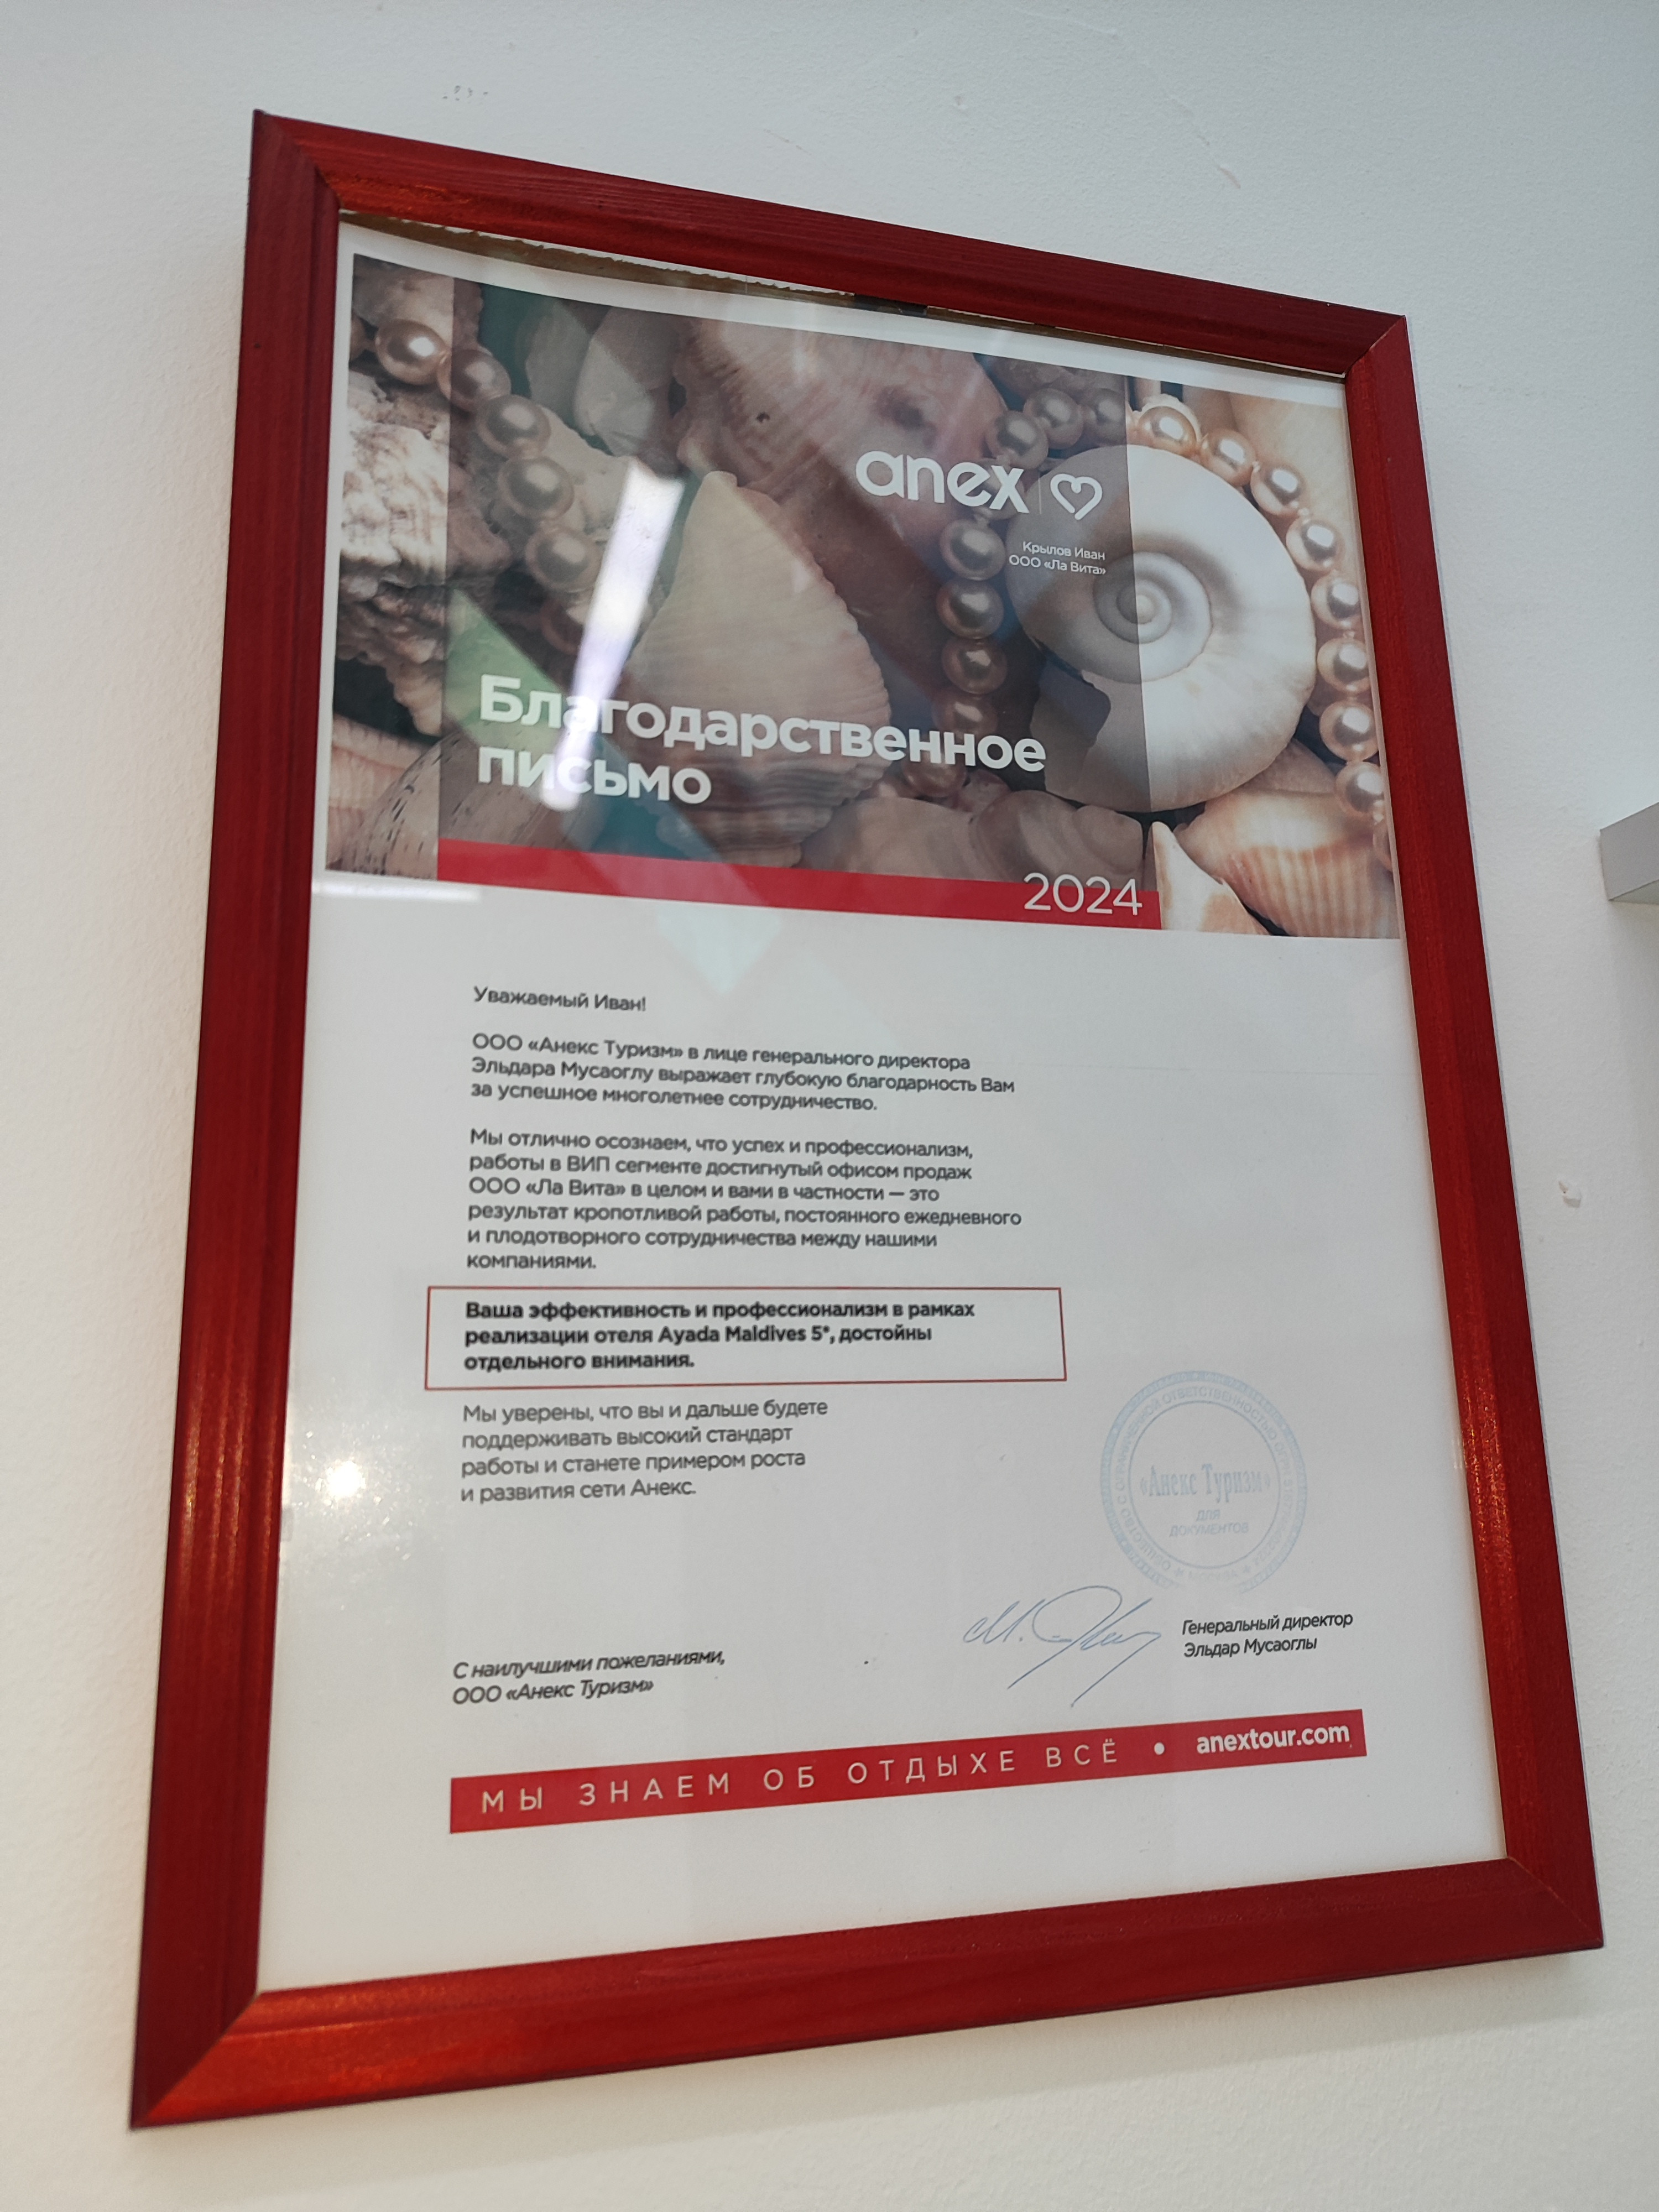 anex
Крылов Иван
ООО «Ла Вита»
Благодарственное
письмо
2024
Уважаемый Иван!
ООО «Анекс Туризм» в лице генерального директора
Эльдара Мусаоглу выражает глубокую благодарность Вам
за успешное многолетнее сотрудничество.
Мы отлично осознаем, что успех и профессионализм,
работы в ВИП сегменте достигнутый офисом продаж
ООО «Ла Вита» в целом и вами в частности — это
результат кропотливой работы, постоянного ежедневного
и плодотворного сотрудничества между нашими
компаниями.
Ваша эффективность и профессионализм в рамках
реализации отеля Ayada Maldives 5*, достойны
отдельного внимания.
Мы уверены, что вы и дальше будете
поддерживать высокий стандарт
работы и станете примером роста
и развития сети Анекс.
ОБЩЕСТВО С ОГРАНИЧЕННОЙ ОТВЕТСТВЕННОСТЬЮ
«Анекс Туризм»
ДЛЯ
ДОКУМЕНТОВ
МОСКВА
Генеральный директор
Эльдар Мусаоглы
С наилучшими пожеланиями,
ООО «Анекс Туризм»
МЫ ЗНАЕМ ОБ ОТДЫХЕ ВСЁ • anextour.com